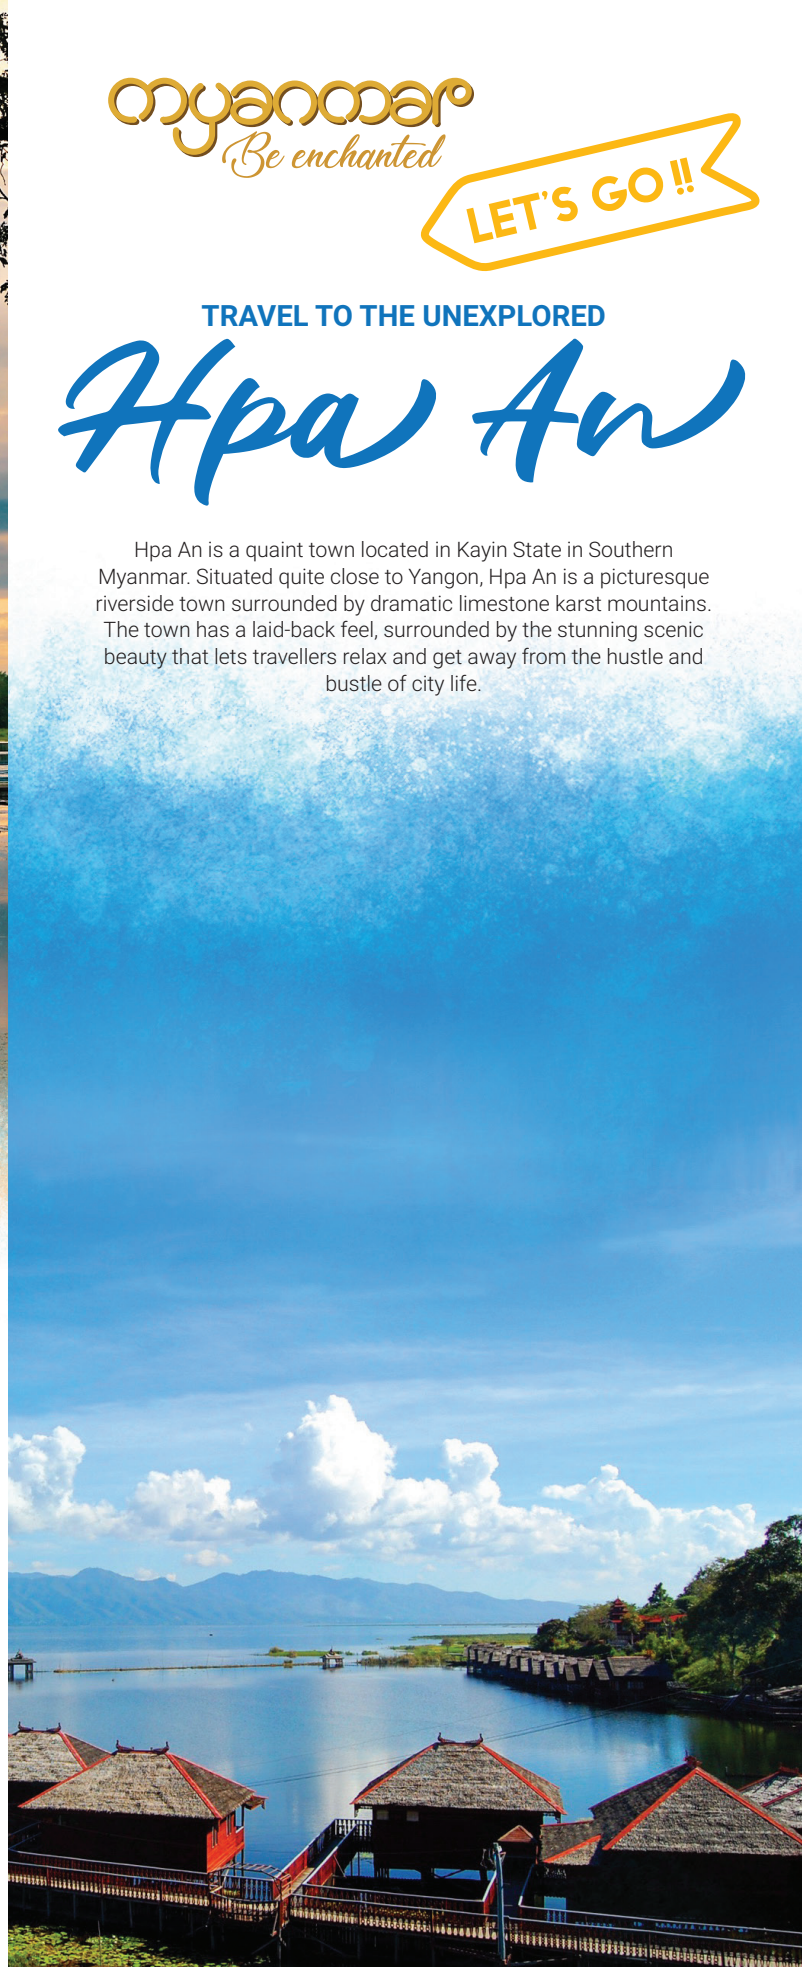 myanmar
Be enchanted
LET'S GO !!
TRAVEL TO THE UNEXPLORED
Hpa An
Hpa An is a quaint town located in Kayin State in Southern
Myanmar. Situated quite close to Yangon, Hpa An is a picturesque
riverside town surrounded by dramatic limestone karst mountains.
The town has a laid-back feel, surrounded by the stunning scenic
beauty that lets travellers relax and get away from the hustle and
bustle of city life.